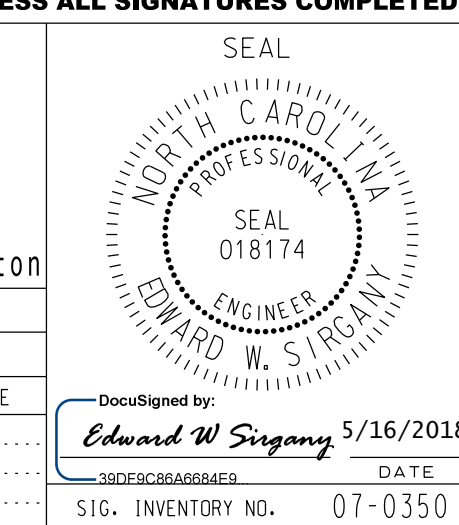 ESS ALL SIGNATURES COMPLETED
SEAL
NORTH CAROLINA
PROFESSIONAL
SEAL
018174
ENGINEER
EDWARD W. SIRGANY
ton
E
DocuSigned by:
Edward W Sirgany 5/16/2018
39DF9C86A6684E9... DATE
SIG. INVENTORY NO. 07-0350